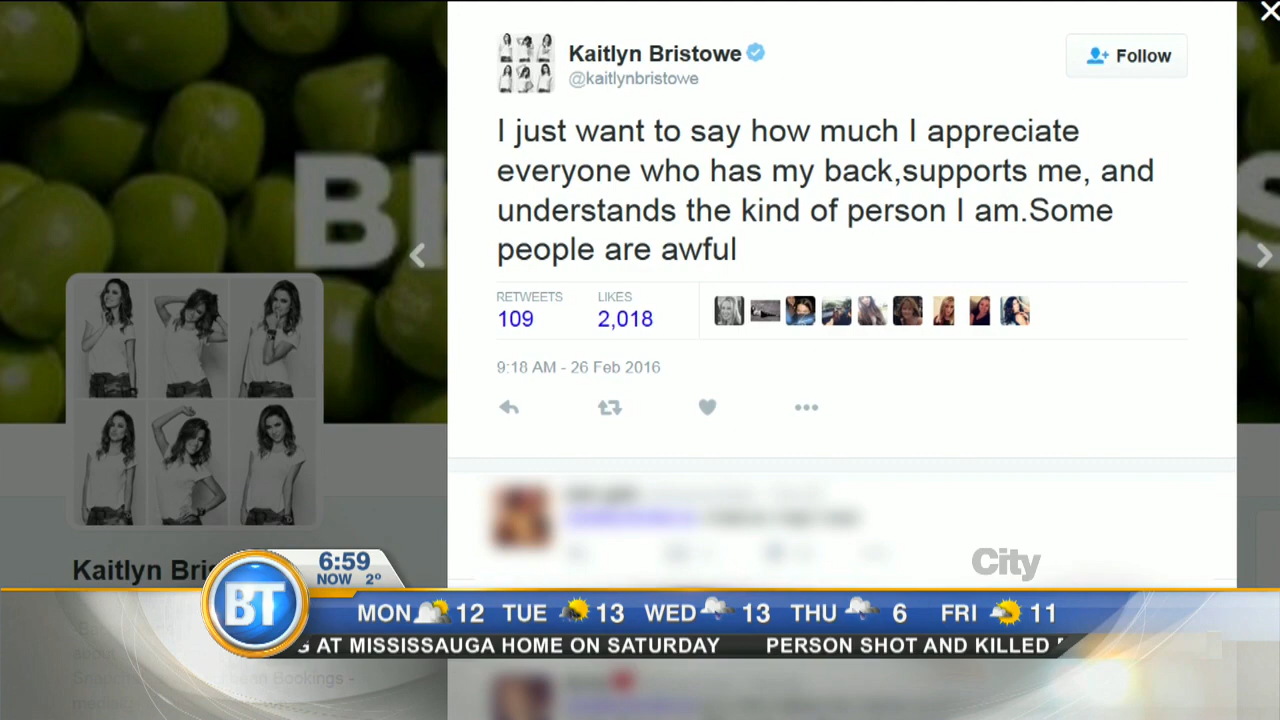 Kaitlyn Bristowe
@kaitlynbristowe
Follow
I just want to say how much I appreciate
everyone who has my back,supports me, and
understands the kind of person I am.Some
people are awful
RETWEETS LIKES
109 2,018
9:18 AM - 26 Feb 2016
Kaitlyn Bri
City
6:59
NOW 2°
BT
MON 12 TUE 13 WED 13 THU 6 FRI 11
AT MISSISSAUGA HOME ON SATURDAY PERSON SHOT AND KILLED
Bookings -